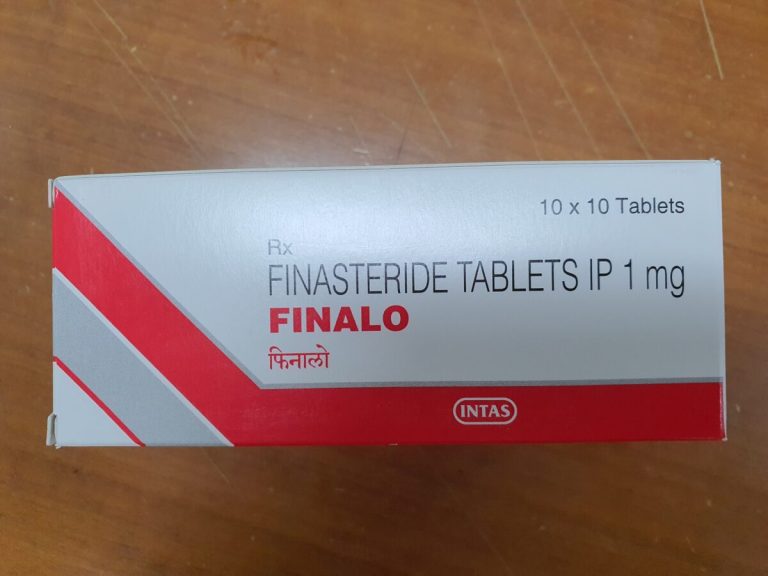 10 x 10 Tablets
Rx
FINASTERIDE TABLETS IP 1 mg
FINALO
फिनालो
INTAS